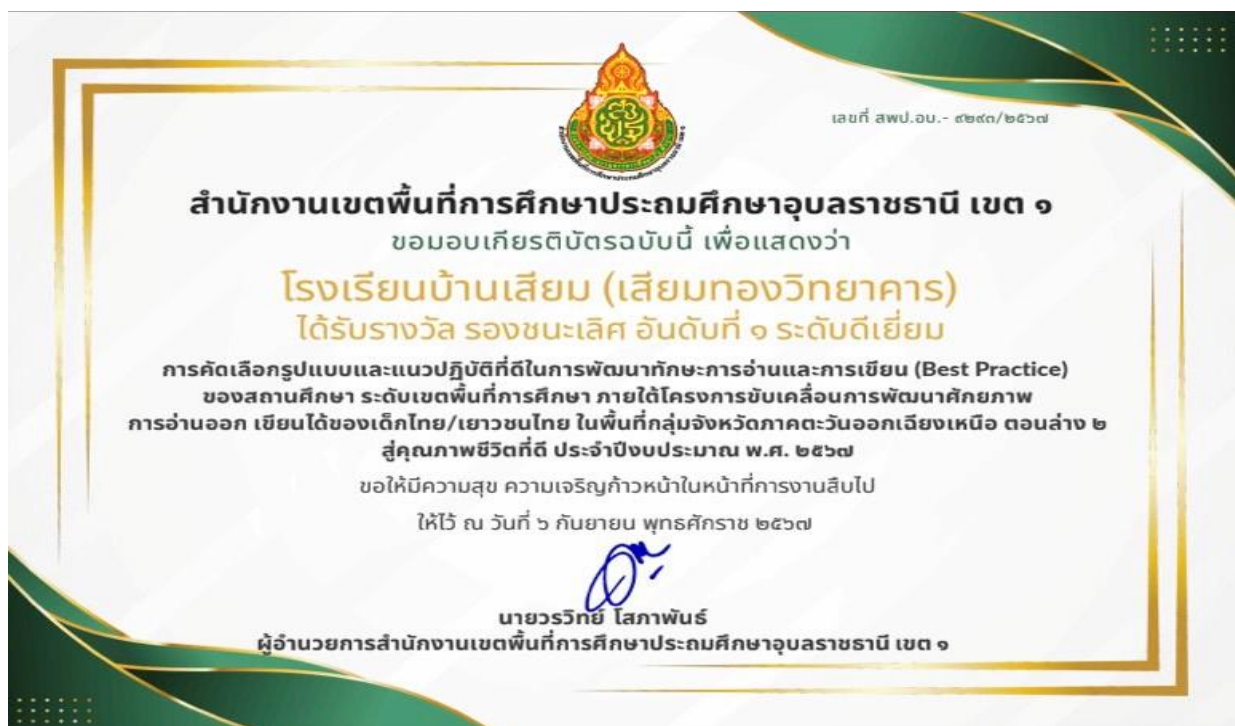 เลขที่ สพป.อบ.- ๙๒๙๓/๒๕๖๗
สำนักงานเขตพื้นที่การศึกษาประถมศึกษาอุบลราชธานี เขต ๑
ขอมอบเกียรติบัตรฉบับนี้ เพื่อแสดงว่า
โรงเรียนบ้านเสียม (เสียมทองวิทยาคาร)
ได้รับรางวัล รองชนะเลิศ อันดับที่ ๑ ระดับดีเยี่ยม
การคัดเลือกรูปแบบและแนวปฏิบัติที่ดีในการพัฒนาทักษะการอ่านและการเขียน (Best Practice)
ของสถานศึกษา ระดับเขตพื้นที่การศึกษา ภายใต้โครงการขับเคลื่อนการพัฒนาศักยภาพ
การอ่านออก เขียนได้ของเด็กไทย/เยาวชนไทย ในพื้นที่กลุ่มจังหวัดภาคตะวันออกเฉียงเหนือ ตอนล่าง ๒
สู่คุณภาพชีวิตที่ดี ประจำปีงบประมาณ พ.ศ. ๒๕๖๗
ขอให้มีความสุข ความเจริญก้าวหน้าในหน้าที่การงานสืบไป
ให้ไว้ ณ วันที่ ๖ กันยายน พุทธศักราช ๒๕๖๗
นายวรวิทย์ โสภาพันธ์
ผู้อำนวยการสำนักงานเขตพื้นที่การศึกษาประถมศึกษาอุบลราชธานี เขต ๑